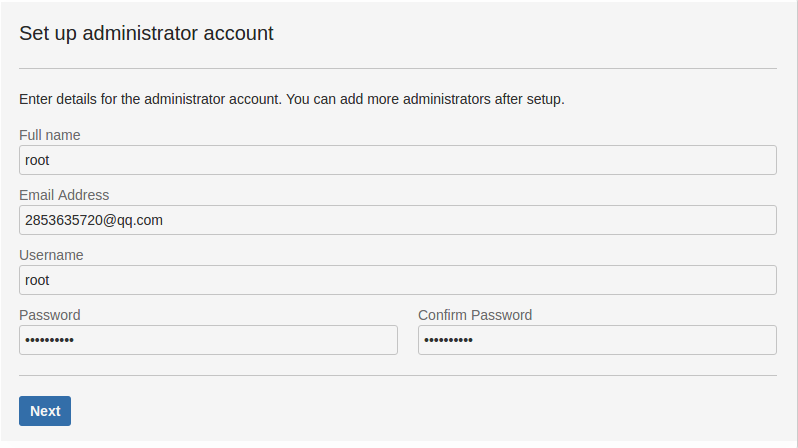 Set up administrator account
Enter details for the administrator account. You can add more administrators after setup.
Full name
root
Email Address
2853635720@qq.com
Username
root
Password
Confirm Password
••••••••••
••••••••••
Next